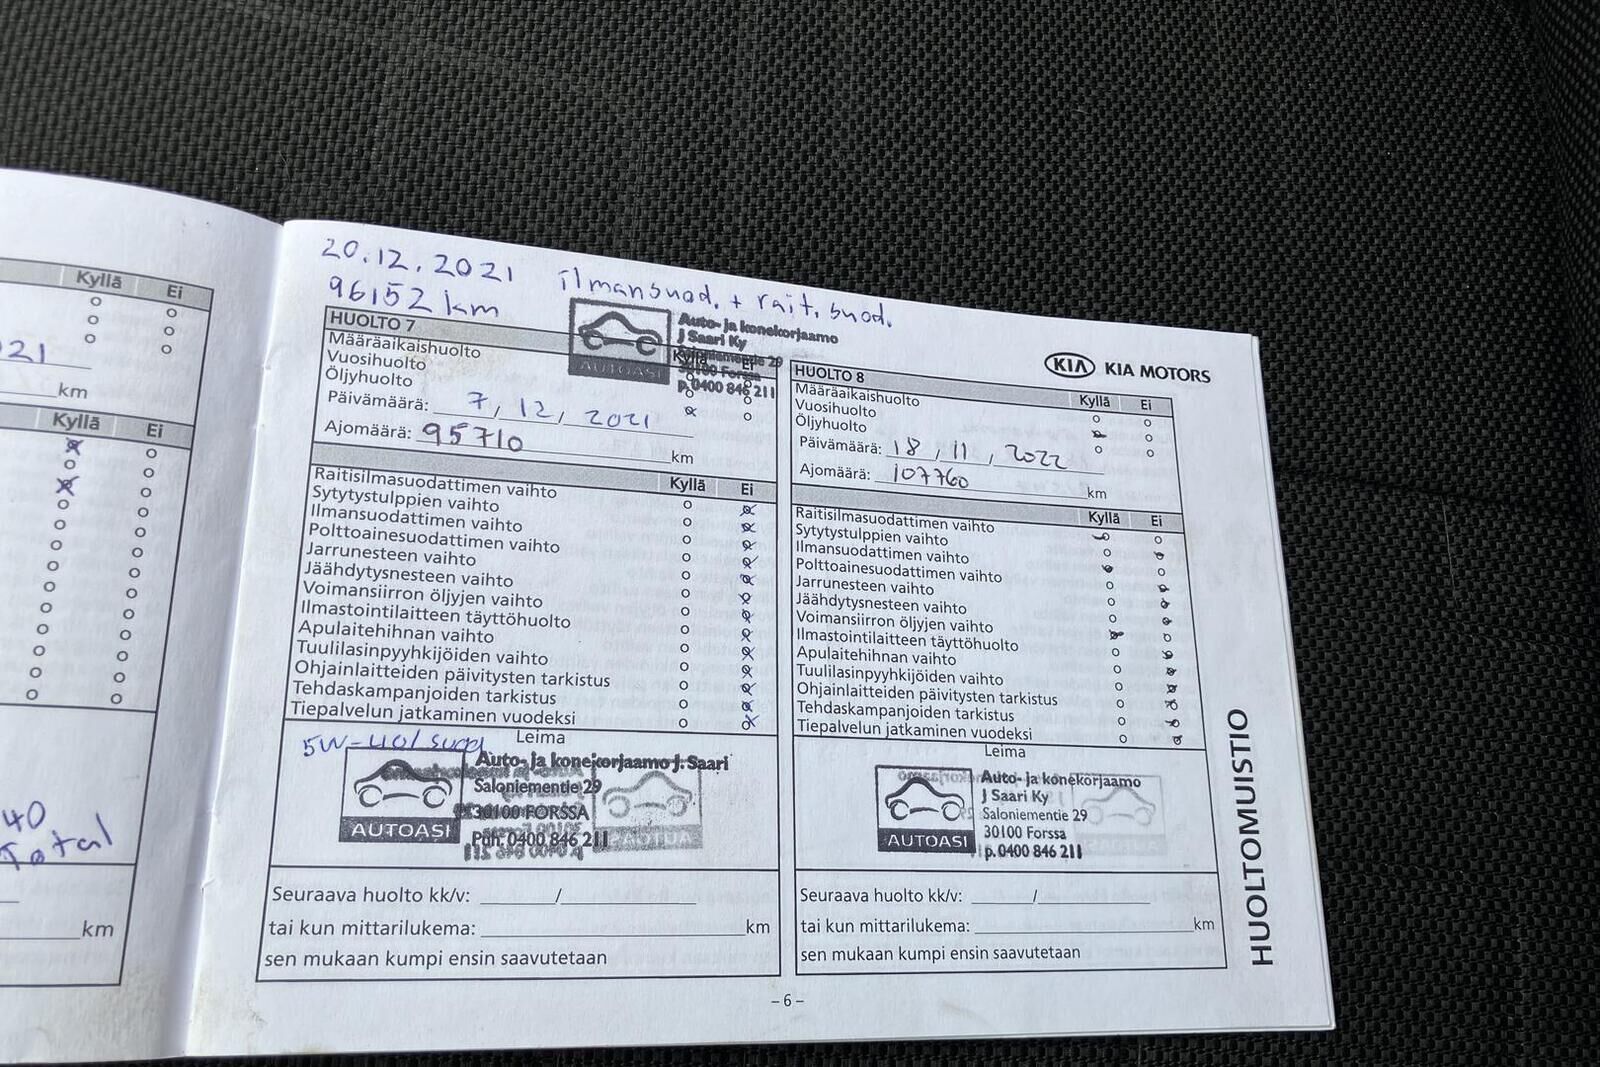 Kyllä Ei
21
km
Kyllä Ei
40
Total
km
20.12.2021 ilmansuod. + rait. suod.
96152 km
Auto- ja konekorjaamo
J Saari Ky
Saloniementie 29
30100 Forssa
p. 0400 846 211
AUTOASI
HUOLTO 7
Kyllä Ei
Määräaikaishuolto
Vuosihuolto
Öljyhuolto
Päivämäärä: 7 / 12 / 2021
Ajomäärä: 95710 km
Kyllä Ei
Raitisilmasuodattimen vaihto
Sytytystulppien vaihto
Ilmansuodattimen vaihto
Polttoainesuodattimen vaihto
Jarrunesteen vaihto
Jäähdytysnesteen vaihto
Voimansiirron öljyjen vaihto
Ilmastointilaitteen täyttöhuolto
Apulaitehihnan vaihto
Tuulilasinpyyhkijöiden vaihto
Ohjainlaitteiden päivitysten tarkistus
Tehdaskampanjoiden tarkistus
Tiepalvelun jatkaminen vuodeksi
Leima
5W-40/
Auto- ja konekorjaamo J. Saari
Saloniementie 29
30100 FORSSA
Puh. 0400 846 211
AUTOASI
Seuraava huolto kk/v: /
tai kun mittarilukema: km
sen mukaan kumpi ensin saavutetaan
KIA KIA MOTORS
HUOLTO 8
Kyllä Ei
Määräaikaishuolto
Vuosihuolto
Öljyhuolto
Päivämäärä: 18 / 11 / 2022
Ajomäärä: 107760 km
Kyllä Ei
Raitisilmasuodattimen vaihto
Sytytystulppien vaihto
Ilmansuodattimen vaihto
Polttoainesuodattimen vaihto
Jarrunesteen vaihto
Jäähdytysnesteen vaihto
Voimansiirron öljyjen vaihto
Ilmastointilaitteen täyttöhuolto
Apulaitehihnan vaihto
Tuulilasinpyyhkijöiden vaihto
Ohjainlaitteiden päivitysten tarkistus
Tehdaskampanjoiden tarkistus
Tiepalvelun jatkaminen vuodeksi
Leima
Auto- ja konekorjaamo
J Saari Ky
Saloniementie 29
30100 Forssa
p. 0400 846 211
AUTOASI
Seuraava huolto kk/v: /
tai kun mittarilukema: km
sen mukaan kumpi ensin saavutetaan
HUOLTOMUISTIO
– 6 –